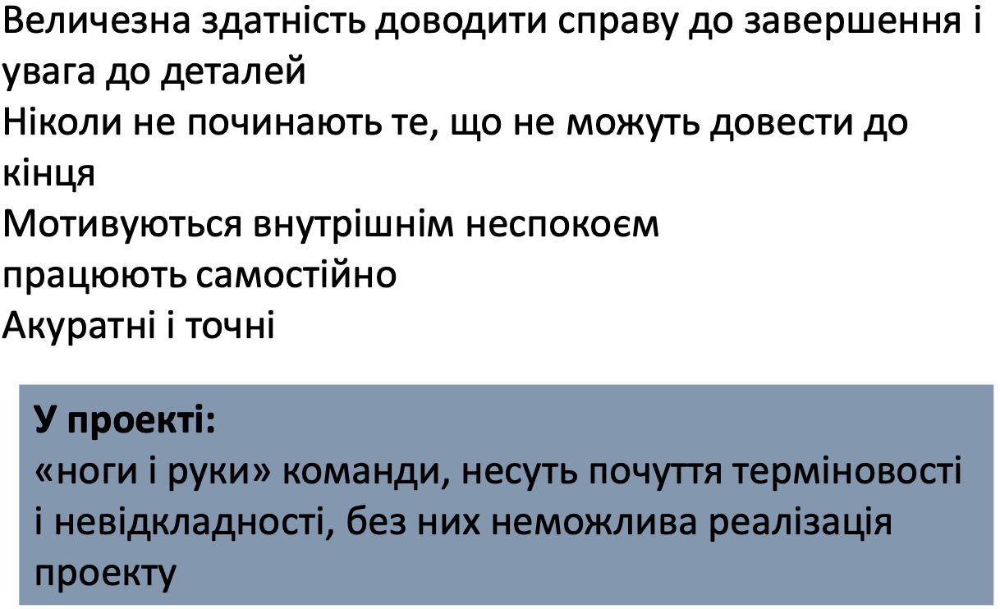 Величезна здатність доводити справу до завершення і
увага до деталей
Ніколи не починають те, що не можуть довести до
кінця
Мотивуються внутрішнім неспокоєм
працюють самостійно
Акуратні і точні
У проекті:
«ноги і руки» команди, несуть почуття терміновості
і невідкладності, без них неможлива реалізація
проекту